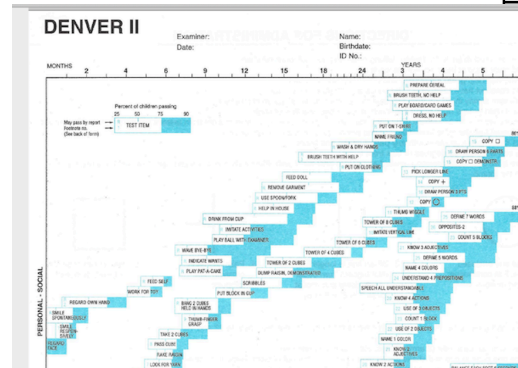 DENVER II
Examiner:
Date:
Name:
Birthdate:
ID No.:
MONTHS
YEARS
2 4 6 9 12 15 18 24 3 4 5
Percent of children passing
25 50 75
May pass by report
Footnote no.
(See back of form)
TEST ITEM
PREPARE CEREAL
BRUSH TEETH, NO HELP
PLAY BOARD/CARD GAMES
DRESS, NO HELP
PUT ON T-SHIRT
NAME FRIEND
COPY □
WASH & DRY HANDS
DRAW PERSON 6 PARTS
BRUSH TEETH WITH HELP
COPY □ DEMONSTR.
PUT ON CLOTHING
PICK LONGER LINE
FEED DOLL
COPY +
REMOVE GARMENT
DRAW PERSON 3 PTS
USE SPOON/FORK
COPY ○
HELP IN HOUSE
THUMB WIGGLE
DRINK FROM CUP
TOWER OF 8 CUBES
DEFINE 7 WORDS
IMITATE ACTIVITIES
IMITATE VERTICAL LINE
OPPOSITES-2
PLAY BALL WITH EXAMINER
TOWER OF 6 CUBES
COUNT 5 BLOCKS
WAVE BYE-BYE
TOWER OF 4 CUBES
KNOW 3 ADJECTIVES
INDICATE WANTS
TOWER OF 2 CUBES
DEFINE 5 WORDS
PLAY PAT-A-CAKE
DUMP RAISIN, DEMONSTRATED
NAME 4 COLORS
FEED SELF
SCRIBBLES
UNDERSTAND 4 PREPOSITIONS
WORK FOR TOY
PUT BLOCK IN CUP
SPEECH ALL UNDERSTANDABLE
REGARD OWN HAND
BANG 2 CUBES
HELD IN HANDS
KNOW 4 ACTIONS
SMILE
SPONTANEOUSLY
THUMB-FINGER
GRASP
USE OF 3 OBJECTS
COUNT 1 BLOCK
SMILE
RESPON-
SIVELY
TAKE 2 CUBES
USE OF 2 OBJECTS
REGARD
FACE
PASS CUBE
NAME 1 COLOR
RAKE RAISIN
KNOW 2
ADJECTIVES
LOOK FOR YARN
KNOW 2 ACTIONS
PERSONAL - SOCIAL